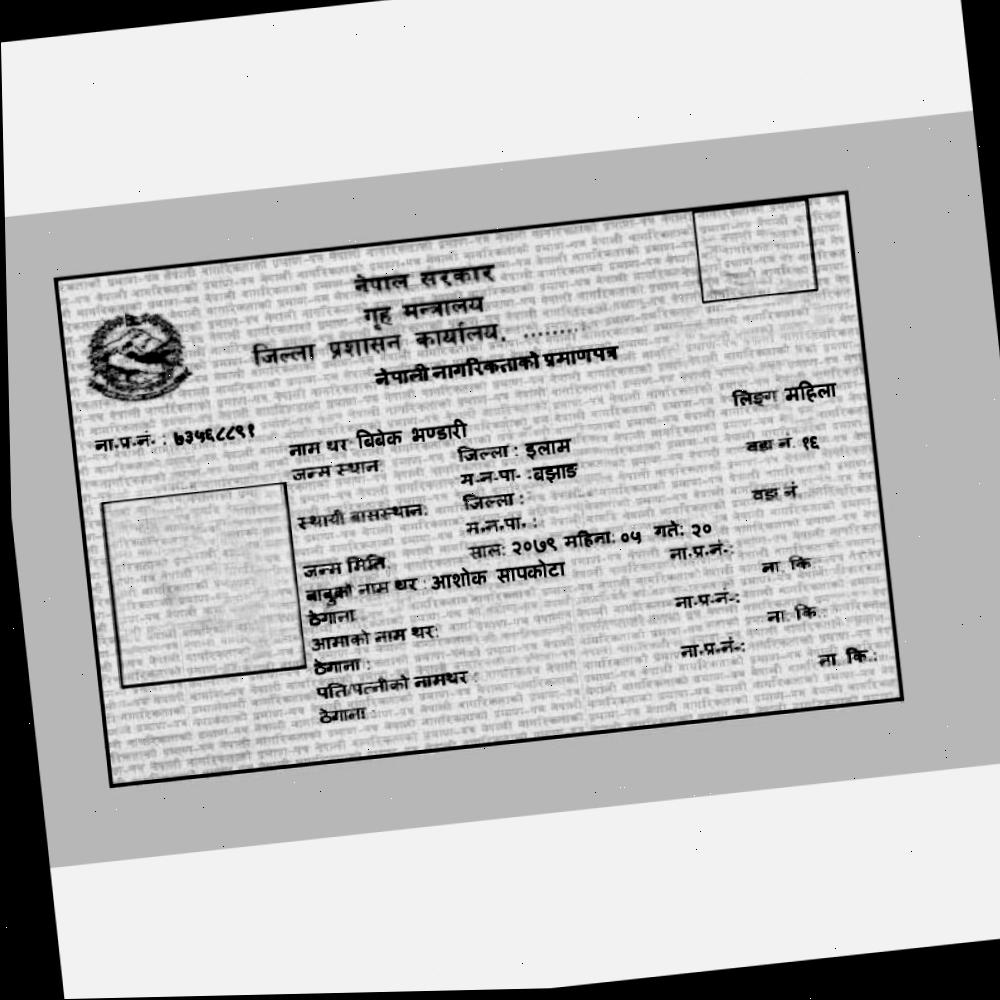 नेपाल सरकार
गृह मन्त्रालय
जिल्ला प्रशासन कार्यालय, .........
नेपाली नागरिकताको प्रमाणपत्र
लिङ्ग महिला
ना.प्र.नं. : ७३५६८८९१
नाम थर बिबेक भण्डारी
जन्म स्थान जिल्ला : इलाम वडा नं. १६
म.न.पा. : बझाङ
स्थायी बासस्थान: जिल्ला : वडा नं.
म.न.पा. :
जन्म मिति साल: २०७९ महिना: ०५ गते: २०
बाबुको नाम थर : आशोक सापकोटा ना.प्र.नं.:
ठेगाना ना. कि.
आमाको नाम थर: ना.प्र.नं.:
ठेगाना : ना. कि.
पति/पत्नीको नामथर : ना.प्र.नं.:
ठेगाना : ना. कि.: